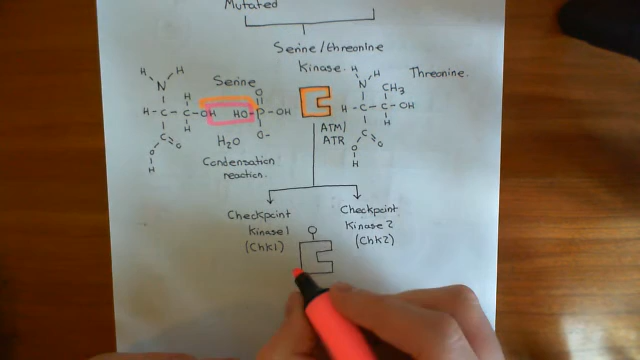 Mutated
Serine/threonine
Kinase.
Serine
Threonine.
H H
N
H-C-C-OH HO-P-OH
H
H
O
O-
C=O
O
H
H2O
Condensation
reaction.
ATM/
ATR
H H
N CH3
H-C-C-OH
H
C=O
O
H
Checkpoint
Kinase 1
(Chk1)
Checkpoint
Kinase 2
(Chk2)